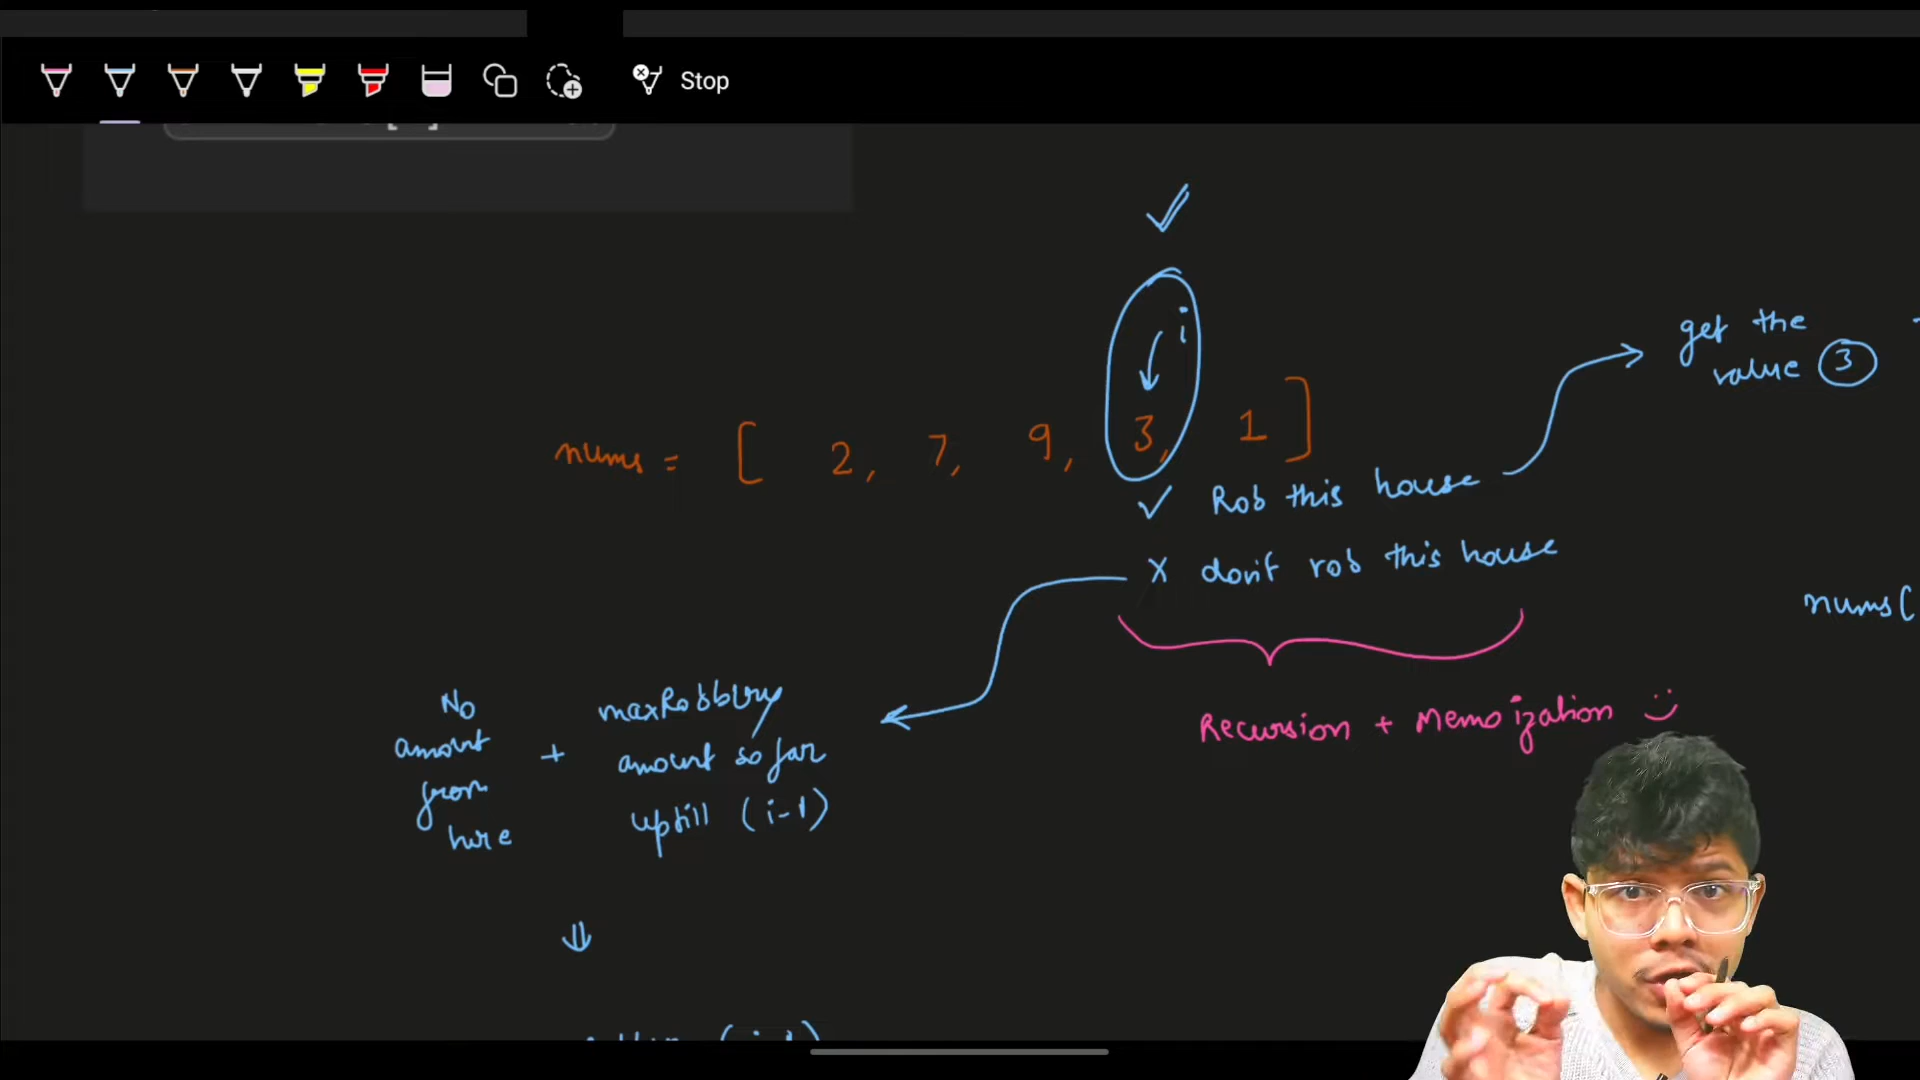 Stop
i
get the
value 3
nums = [ 2, 7, 9, 3, 1 ]
✓ Rob this house
X don't rob this house
nums(
No
amount
from
here
+
maxRobbery
amount so far
uptill (i-1)
Recursion + Memoization